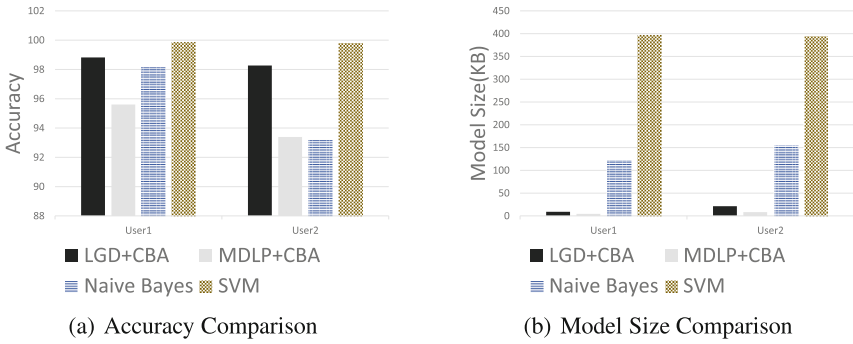 Accuracy
102
100
98
96
94
92
90
88
User1 User2
LGD+CBA MDLP+CBA
Naive Bayes SVM
(a) Accuracy Comparison
Model Size(KB)
450
400
350
300
250
200
150
100
50
0
User1 User2
LGD+CBA MDLP+CBA
Naive Bayes SVM
(b) Model Size Comparison